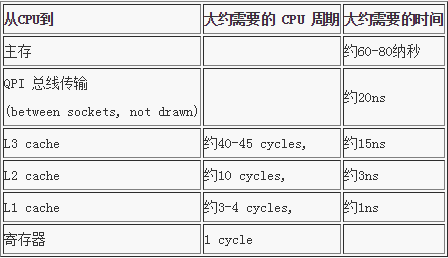 从CPU到 大约需要的 CPU 周期 大约需要的时间
主存 约60-80纳秒
QPI 总线传输
(between sockets, not drawn) 约20ns
L3 cache 约40-45 cycles, 约15ns
L2 cache 约10 cycles, 约3ns
L1 cache 约3-4 cycles, 约1ns
寄存器 1 cycle